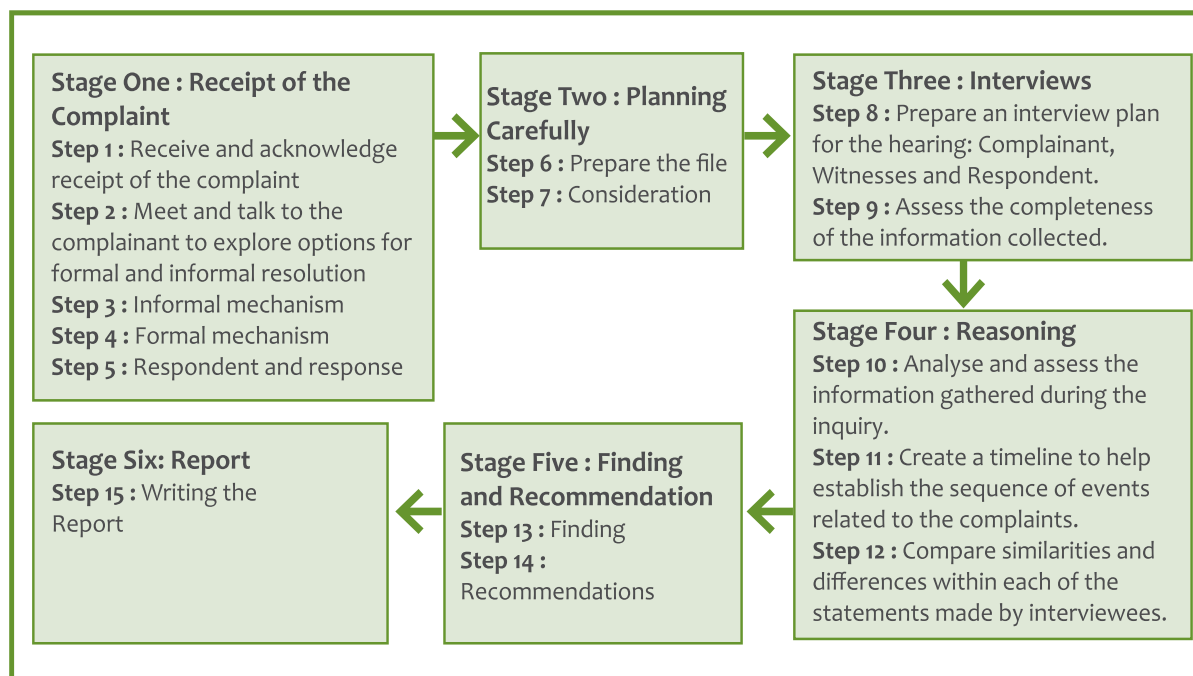 Stage One : Receipt of the
Complaint
Step 1 : Receive and acknowledge
receipt of the complaint
Step 2 : Meet and talk to the
complainant to explore options for
formal and informal resolution
Step 3 : Informal mechanism
Step 4 : Formal mechanism
Step 5 : Respondent and response
Stage Two : Planning
Carefully
Step 6 : Prepare the file
Step 7 : Consideration
Stage Three : Interviews
Step 8 : Prepare an interview plan
for the hearing: Complainant,
Witnesses and Respondent.
Step 9 : Assess the completeness
of the information collected.
Stage Four : Reasoning
Step 10 : Analyse and assess the
information gathered during the
inquiry.
Step 11 : Create a timeline to help
establish the sequence of events
related to the complaints.
Step 12 : Compare similarities and
differences within each of the
statements made by interviewees.
Stage Five : Finding
and Recommendation
Step 13 : Finding
Step 14 :
Recommendations
Stage Six: Report
Step 15 : Writing the
Report